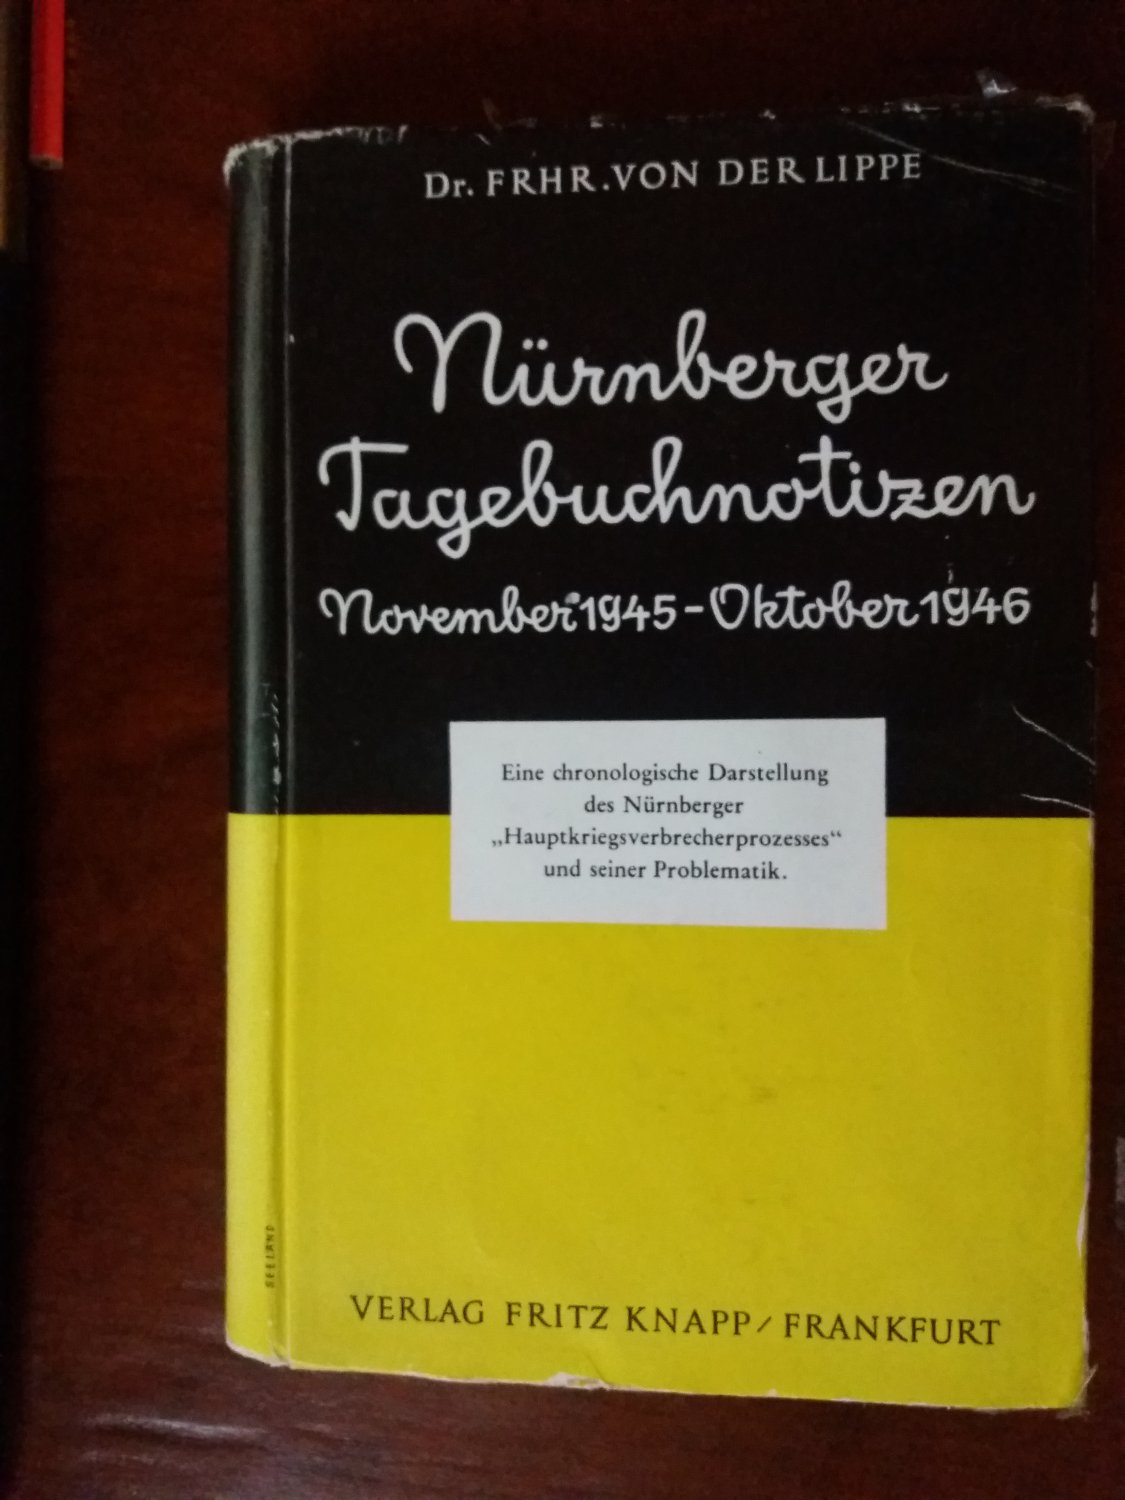 Dr. FRHR. VON DER LIPPE
Nürnberger
Tagebuchnotizen
November 1945 - Oktober 1946
Eine chronologische Darstellung
des Nürnberger
„Hauptkriegsverbrecherprozesses“
und seiner Problematik.
SEELAND
VERLAG FRITZ KNAPP / FRANKFURT